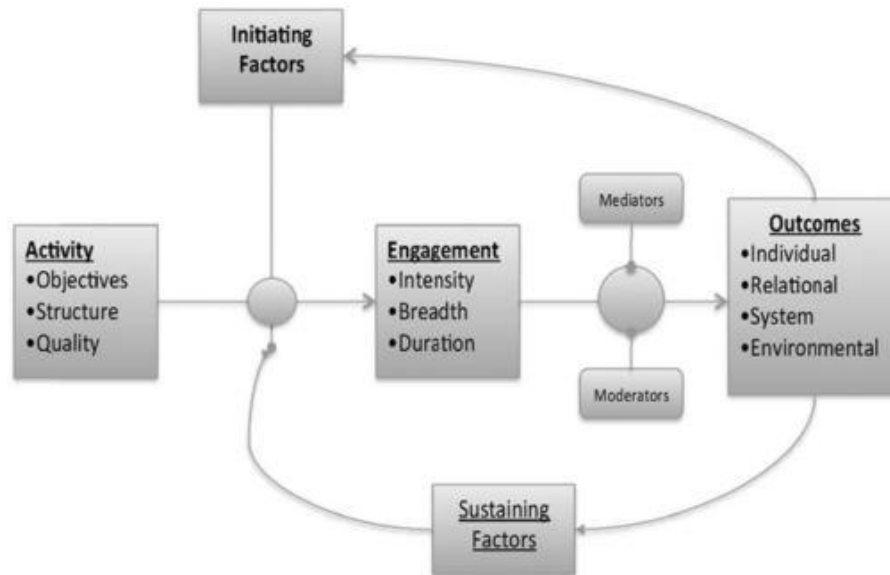 Initiating
Factors
Mediators
Activity
•Objectives
•Structure
•Quality
Engagement
•Intensity
•Breadth
•Duration
Outcomes
•Individual
•Relational
•System
•Environmental
Moderators
Sustaining
Factors